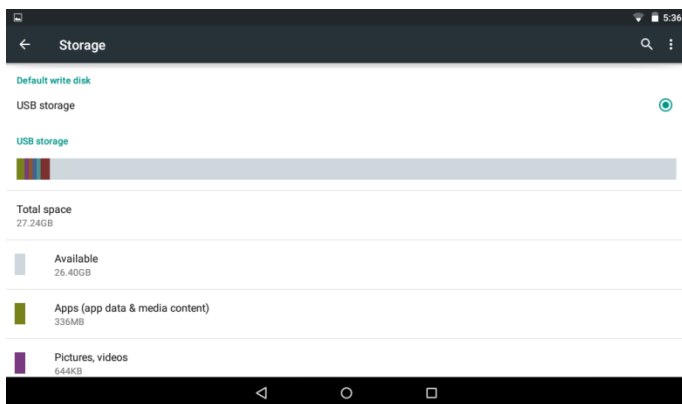 5:36
Storage
Default write disk
USB storage
USB storage
Total space
27.24GB
Available
26.40GB
Apps (app data & media content)
336MB
Pictures, videos
644KB